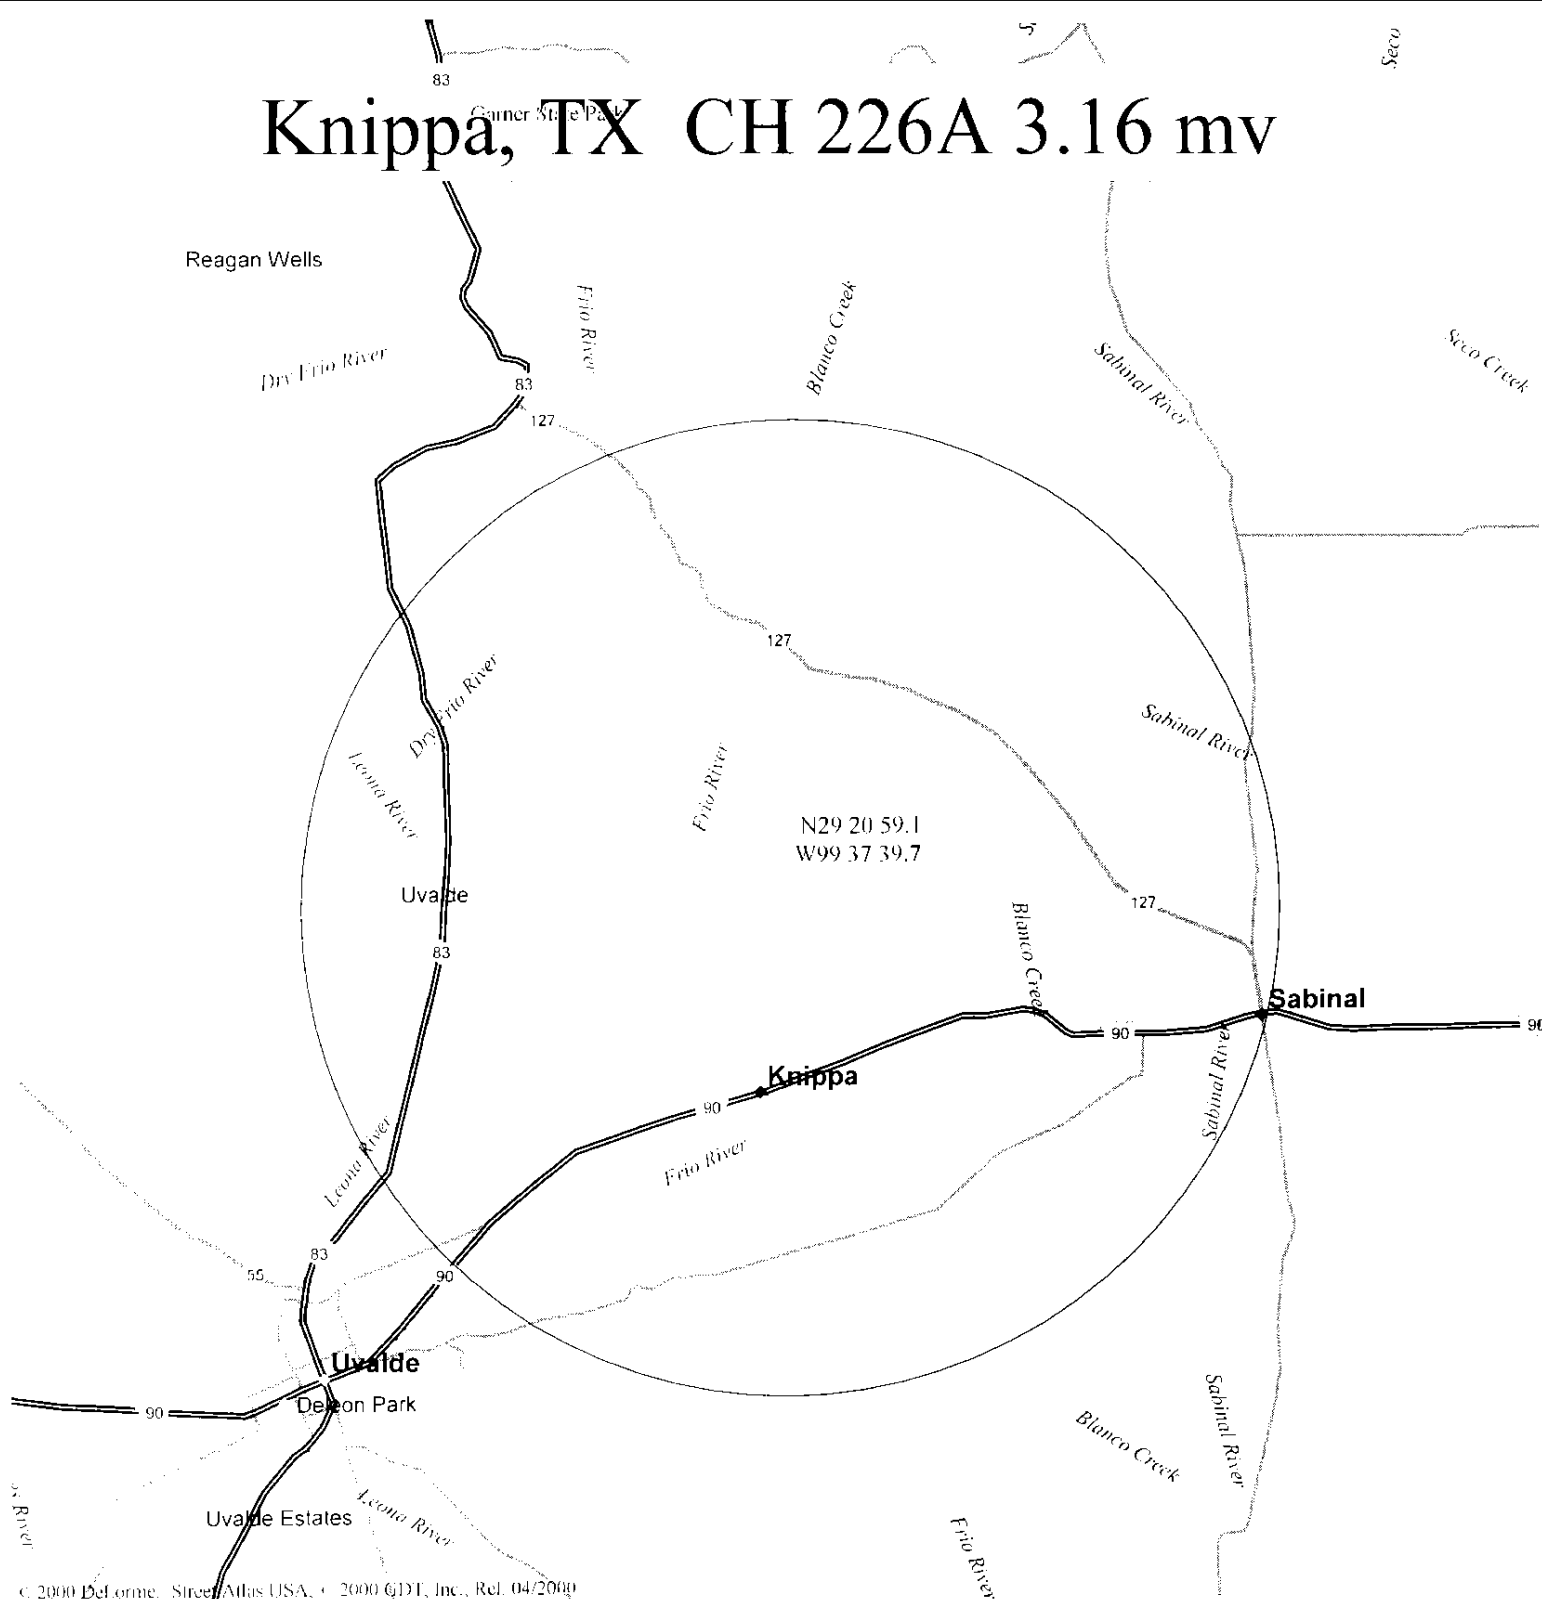 Seco
83
Garner State Park
Knippa, TX CH 226A 3.16 mv
Reagan Wells
Frio River
Blanco Creek
Dry Frio River
Sabinal River
Seco Creek
83
127
127
Dry Frio River
Sabinal River
Leona River
Frio River
N29 20 59.1
W99 37 39.7
Uvalde
127
Blanco Creek
83
Sabinal
90
90
Knippa
90
Sabinal River
Leona River
Frio River
83
55
90
Uvalde
DeLeon Park
90
Sabinal River
Blanco Creek
River
Uvalde Estates
Leona River
Frio River
© 2000 DeLorme. Street Atlas USA, © 2000 GDT, Inc., Rel. 04/2000